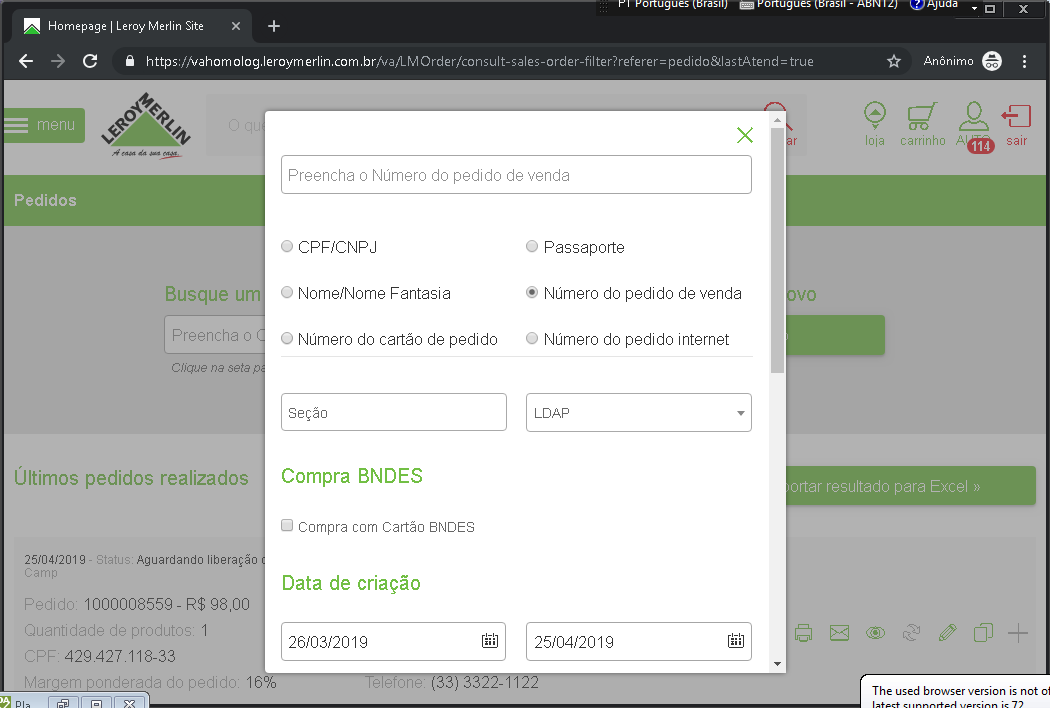 PT Português (Brasil) Português (Brasil - ABNT2) Ajuda
Homepage | Leroy Merlin Site
https://vahomolog.leroymerlin.com.br/va/LMOrder/consult-sales-order-filter?referer=pedido&lastAtend=true
Anônimo
menu
LEROY MERLIN
A casa da sua casa.
O que
ar
loja
carrinho
AUTO
114
sair
Pedidos
Preencha o Número do pedido de venda
CPF/CNPJ
Passaporte
Nome/Nome Fantasia
Número do pedido de venda
Número do cartão de pedido
Número do pedido internet
Busque um
ovo
Preencha o C
Clique na seta pa
Seção
LDAP
Compra BNDES
Compra com Cartão BNDES
Data de criação
26/03/2019
25/04/2019
Últimos pedidos realizados
portar resultado para Excel »
25/04/2019 - Status: Aguardando liberação
Camp
Pedido: 1000008559 - R$ 98,00
Quantidade de produtos: 1
CPF: 429.427.118-33
Margem ponderada do pedido: 16%
Telefone: (33) 3322-1122
DA Pla...
The used browser version is not of
latest supported version is 72